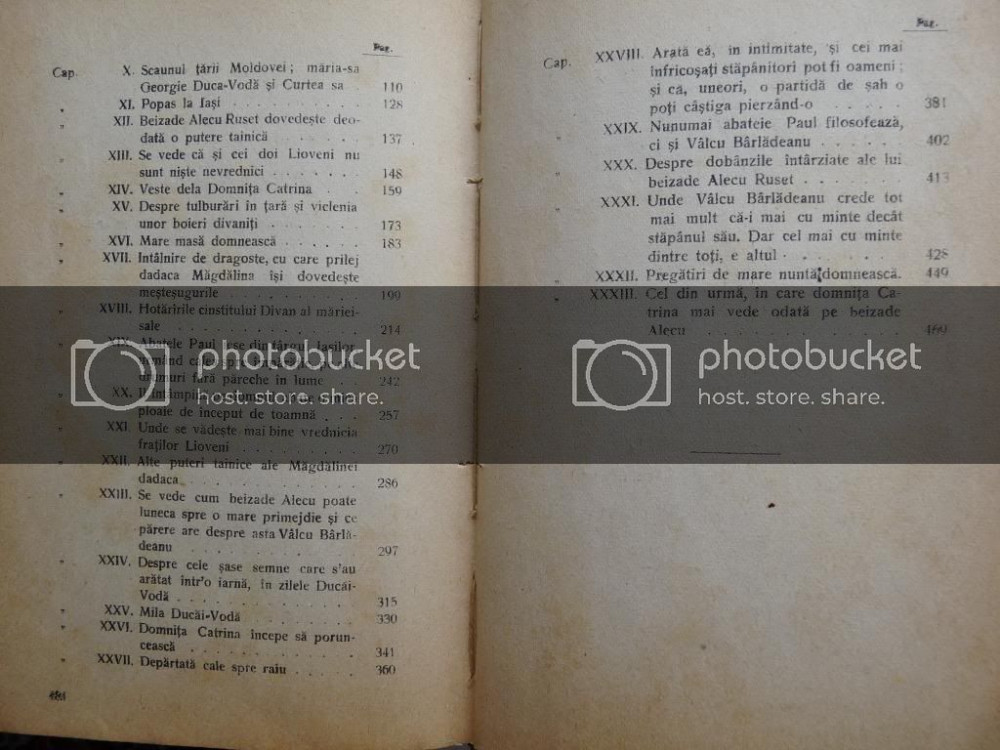 Pag.
Cap. X. Scaunul țării Moldovei ; măria-sa
Georgie Duca-Vodă și Curtea sa 110
„ XI. Popas la Iași . . . . . . . . 128
„ XII. Beizade Alecu Ruset dovedește deo-
dată o putere tainică . . . . . 137
XIII. Se vede că și cei doi Lioveni nu
sunt niște nevrednici . . . . . . 148
„ XIV. Veste dela Domnița Catrina . . 159
„ XV. Despre tulburări în țară și viclenia
unor boieri divaniți . . . . . . 173
„ XVI. Mare masă domnească . . . . . . 183
„ XVII. Intâlnire de dragoste, cu care prilej
dadaca Măgdălina își dovedește
meșteșugurile . . . . . . . 199
„ XVIII. Hotărîrile cinstitului Divan al măriei-
sale . . . . . . . . . . . 214
XIX. Abatele Paul iese din târgul Iașilor
drumuri fără păreche în lume . . 242
XX.
ploaie de început de toamnă . . . 257
„ XXI. Unde se vădește mai bine vrednicia
fraților Lioveni . . . . . . . 270
„ XXII. Alte puteri tainice ale Măgdălinei
dadaca . . . . . . . . . . 286
„ XXIII. Se vede cum beizade Alecu poate
luneca spre o mare primejdie și ce
părere are despre asta Vâlcu Bârlă-
deanu . . . . . . . . . . 297
„ XXIV. Despre cele șase semne care s'au
arătat într'o iarnă, în zilele Ducăi-
Vodă . . . . . . . . . . . 315
„ XXV. Mila Ducăi-Vodă . . . . . . . 330
„ XXVI. Domnița Catrina începe să porun-
cească . . . . . . . . . . 341
„ XXVII. Depărtată cale spre raiu . . . . . 360
484
Pag.
Cap. XXVIII. Arată că, in intimitate, și cei mai
înfricoșați stăpânitori pot fi oameni ;
și că, uneori, o partidă de șah o
poți câștiga pierzând-o . . . . . 381
XXIX. Nunumai abatele Paul filosofează,
ci și Vâlcu Bârlădeanu . . . . . 402
„ XXX. Despre dobânzile întârziate ale lui
beizade Alecu Ruset . . . . . . 413
„ XXXI. Unde Vâlcu Bârlădeanu crede tot
mai mult că-i mai cu minte decât
stăpânul său. Dar cel mai cu minte
dintre toți, e altul . . . . . . 428
„ XXXII. Pregătiri de mare nuntă domnească. 449
„ XXXIII. Cel din urmă, în care domnița Ca-
trina mai vede odată pe beizade
Alecu . . . . . . . . . . 460
photobucket
host. store. share.
photobucket
host. store. share.